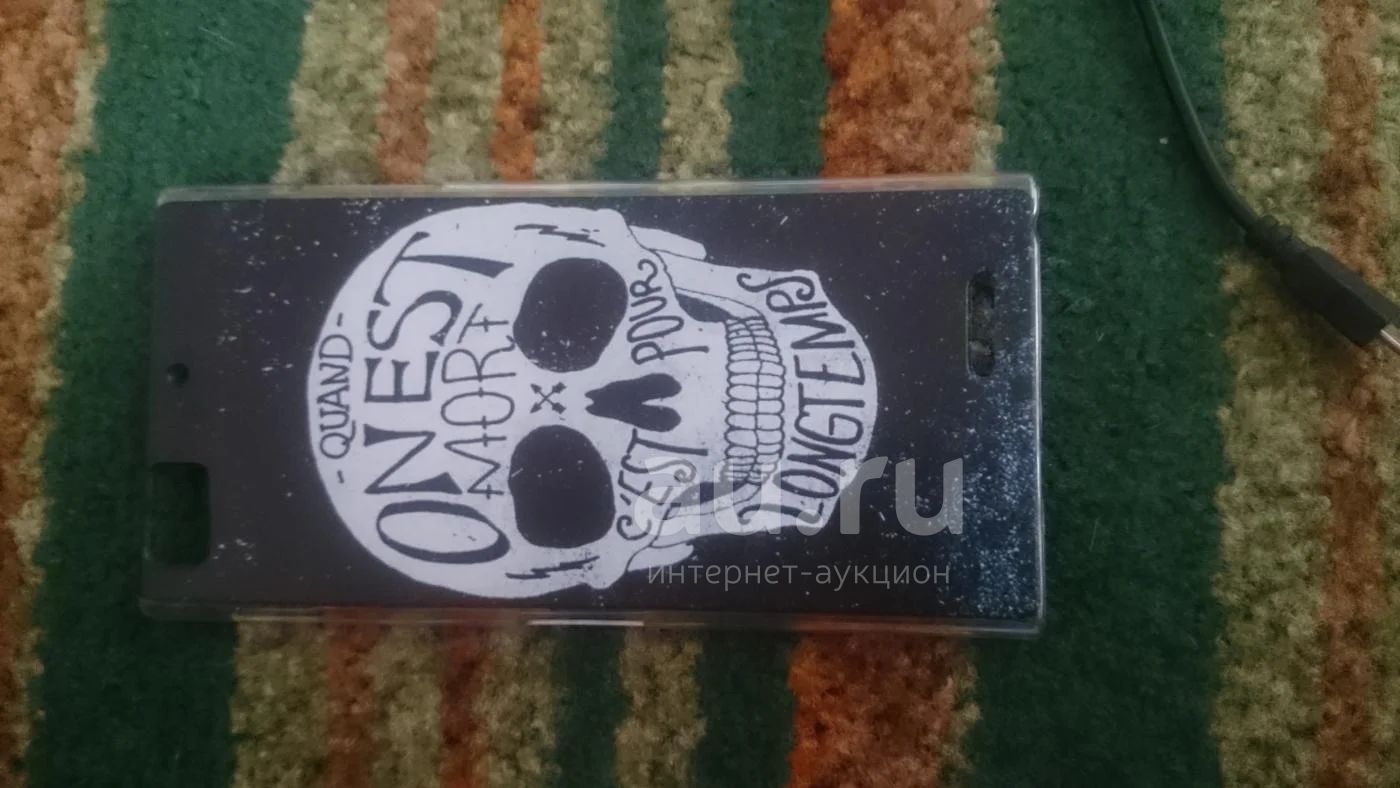 - QUAND -
ON EST
MORT
C'EST POUR
LONGTEMPS
au.ru
интернет-аукцион